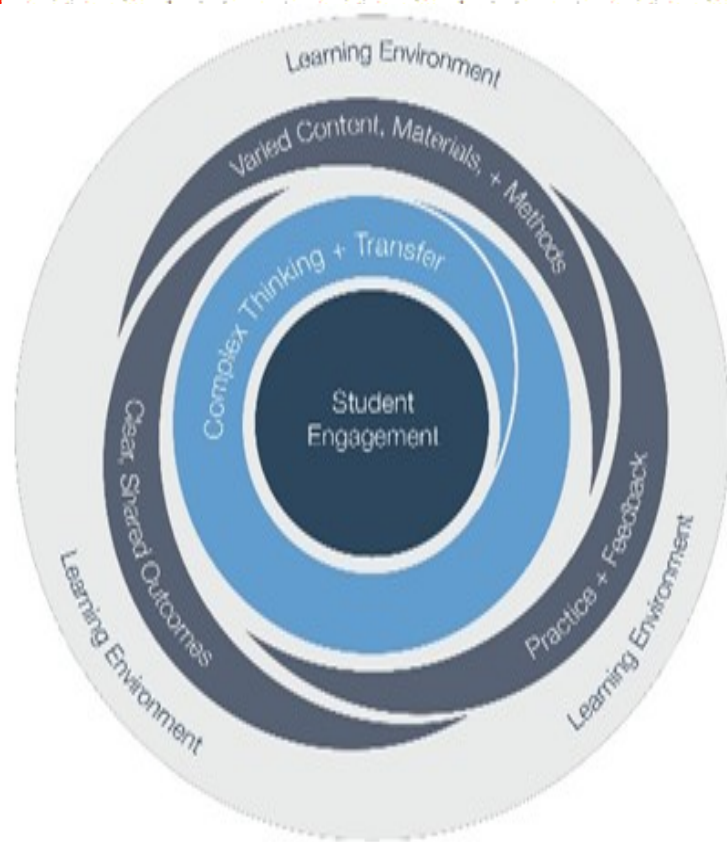 Learning Environment
Varied Content, Materials, + Methods
Complex Thinking + Transfer
Student
Engagement
Clear, Shared Outcomes
Practice + Feedback
Learning Environment
Learning Environment